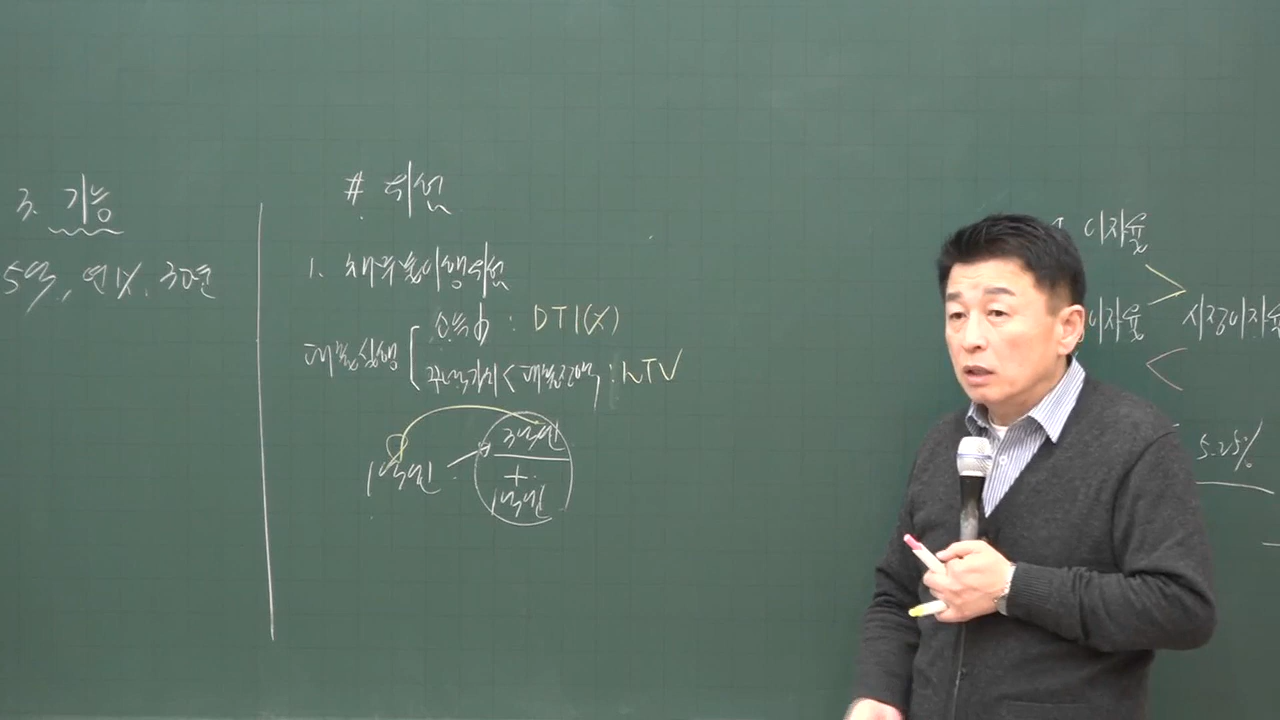 3. 기능
5억, 연1%, 30년
# 위험
1. 채무불이행위험
대출실행
소득↓ : DTI(X)
주택가치 < 대출잔액 : LTV
1억원
3억원
+
1억원
이자율
이자율
시장이자율
5.25%